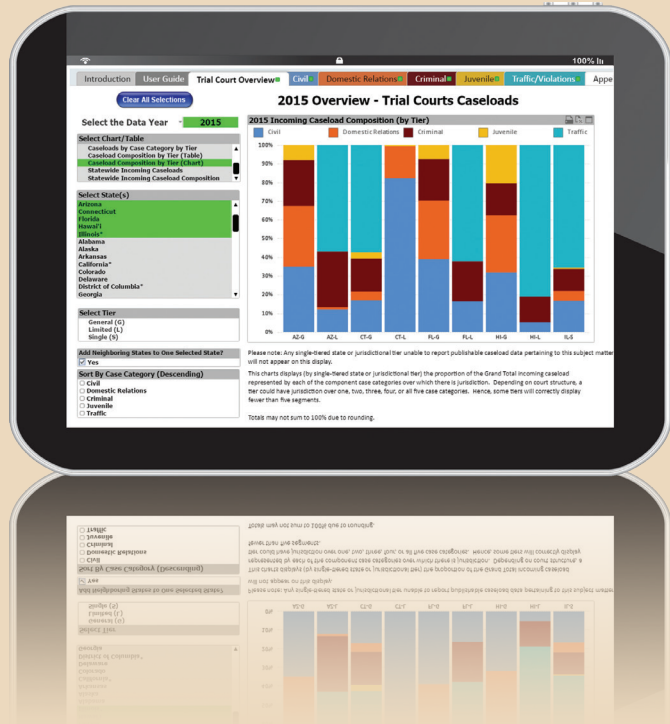 100%
Introduction User Guide Trial Court Overview Civil Domestic Relations Criminal Juvenile Traffic/Violations Appe
Clear All Selections
2015 Overview - Trial Courts Caseloads
Select the Data Year 2015
Select Chart/Table
Caseloads by Case Category by Tier
Caseload Composition by Tier (Table)
Caseload Composition by Tier (Chart)
Statewide Incoming Caseloads
Statewide Incoming Caseload Composition
Select State(s)
Arizona
Connecticut
Florida
Hawai'i
Illinois*
Alabama
Alaska
Arkansas
California*
Colorado
Delaware
District of Columbia*
Georgia
Select Tier
General (G)
Limited (L)
Single (S)
Add Neighboring States to One Selected State?
Yes
Sort By Case Category (Descending)
Civil
Domestic Relations
Criminal
Juvenile
Traffic
2015 Incoming Caseload Composition (by Tier)
Civil Domestic Relations Criminal Juvenile Traffic
100%
90%
80%
70%
60%
50%
40%
30%
20%
10%
0%
AZ-G AZ-L CT-G CT-L FL-G FL-L HI-G HI-L IL-G
Please note: Any single-tiered state or jurisdictional tier unable to report publishable caseload data pertaining to this subject matter
will not appear on this display.
This charts displays (by single-tiered state or jurisdictional tier) the proportion of the Grand Total incoming caseload
represented by each of the component case categories over which there is jurisdiction. Depending on court structure, a
tier could have jurisdiction over one, two, three, four, or all five case categories. Hence, some tiers will correctly display
fewer than five segments.
Totals may not sum to 100% due to rounding.